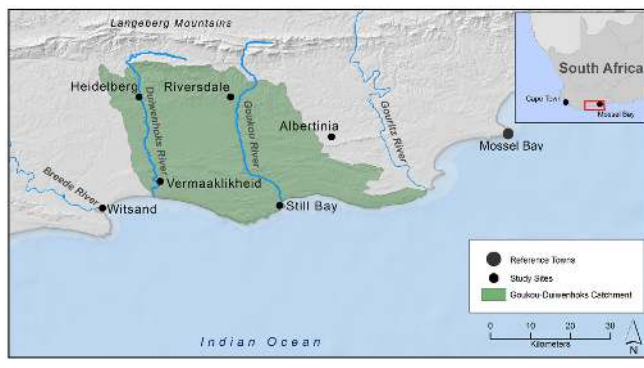 Langeberg Mountains
South Africa
Cape Town
Mossel Bay
Heidelberg
Riversdale
Duiwenhoks River
Goukou River
Albertinia
Gourits River
Mossel Bay
Breede River
Vermaaklikheid
Witsand
Still Bay
Reference Towns
Study Sites
Goukou-Duiwenhoks Catchment
Indian Ocean
0 10 20 30
Kilometers
N